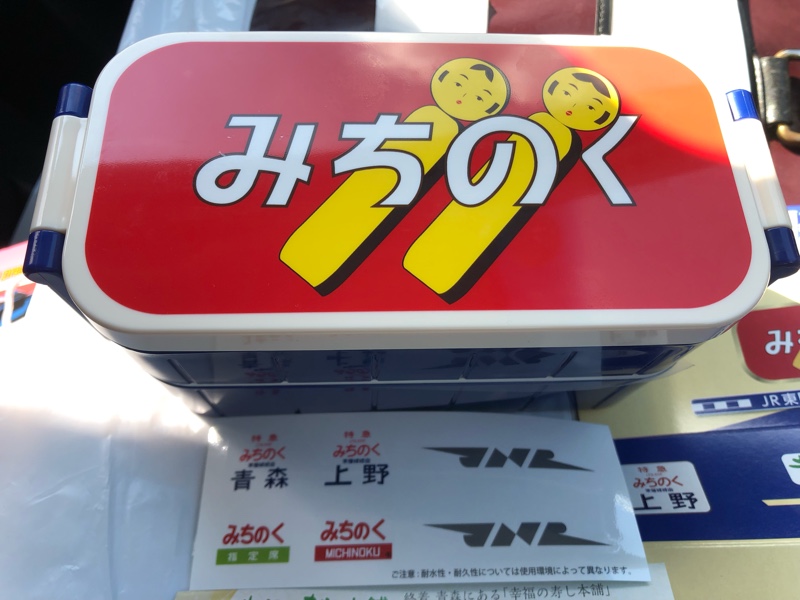 みちのく
特急
みちのく
青森
特急
みちのく
上野
JNR
みちのく
指定席
みちのく
MICHINOKU
JNR
ご注意:耐水性・耐久性については使用環境によって異なります。
青森にある「幸福の寿し本舗」
み
JR東
特急
みちのく
上野